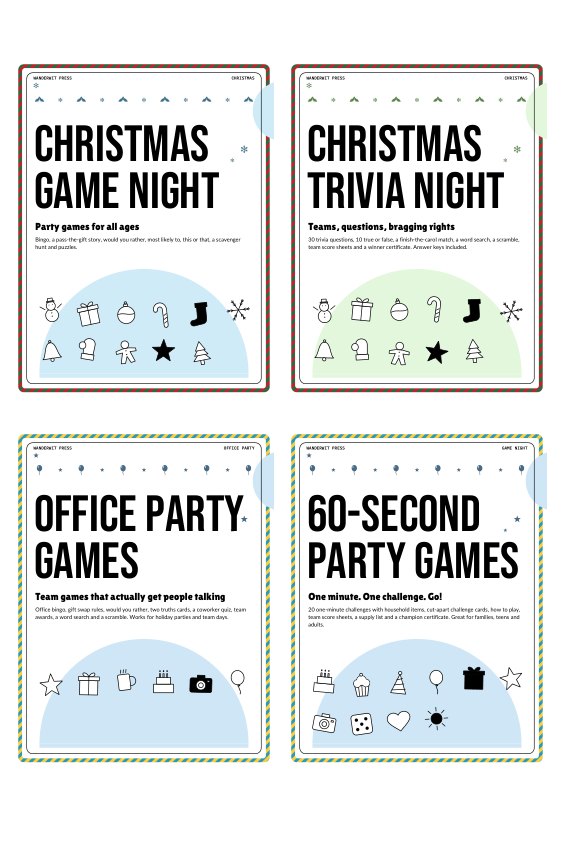 WANDERWIT PRESS
CHRISTMAS
CHRISTMAS
GAME NIGHT
Party games for all ages
Bingo, a pass-the-gift story, would you rather, most likely to, this or that, a scavenger
hunt and puzzles.
WANDERWIT PRESS
CHRISTMAS
CHRISTMAS
TRIVIA NIGHT
Teams, questions, bragging rights
30 trivia questions, 10 true or false, a finish-the-carol match, a word search, a scramble,
team score sheets and a winner certificate. Answer keys included.
WANDERWIT PRESS
OFFICE PARTY
OFFICE PARTY
GAMES
Team games that actually get people talking
Office bingo, gift swap rules, would you rather, two truths cards, a coworker quiz, team
awards, a word search and a scramble. Works for holiday parties and team days.
WANDERWIT PRESS
GAME NIGHT
60-SECOND
PARTY GAMES
One minute. One challenge. Go!
20 one-minute challenges with household items, cut-apart challenge cards, how to play,
team score sheets, a supply list and a champion certificate. Great for families, teens and
adults.